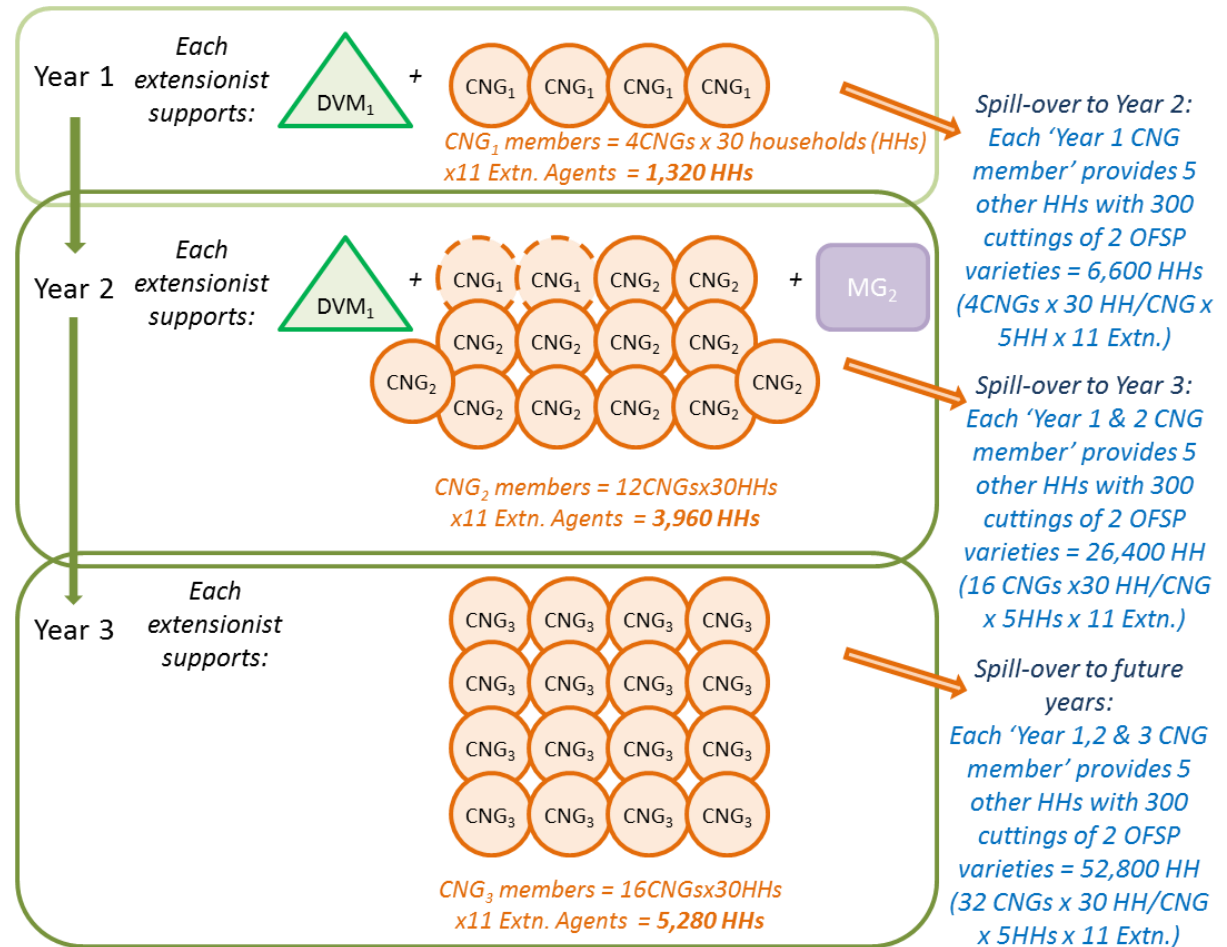 Year 1
Each
extensionist
supports:
DVM₁
+
CNG₁ CNG₁ CNG₁ CNG₁
CNG₁ members = 4CNGs x 30 households (HHs)
x11 Extn. Agents = 1,320 HHs
Spill-over to Year 2:
Each ‘Year 1 CNG
member’ provides 5
other HHs with 300
cuttings of 2 OFSP
varieties = 6,600 HHs
(4CNGs x 30 HH/CNG x
5HH x 11 Extn.)
Year 2
Each
extensionist
supports:
DVM₁
+
CNG₁ CNG₁ CNG₂ CNG₂
CNG₂ CNG₂ CNG₂ CNG₂
CNG₂ CNG₂
CNG₂ CNG₂ CNG₂ CNG₂
+
MG₂
CNG₂ members = 12CNGsx30HHs
x11 Extn. Agents = 3,960 HHs
Spill-over to Year 3:
Each ‘Year 1 & 2 CNG
member’ provides 5
other HHs with 300
cuttings of 2 OFSP
varieties = 26,400 HH
(16 CNGs x30 HH/CNG
x 5HHs x 11 Extn.)
Year 3
Each
extensionist
supports:
CNG₃ CNG₃ CNG₃ CNG₃
CNG₃ CNG₃ CNG₃ CNG₃
CNG₃ CNG₃ CNG₃ CNG₃
CNG₃ CNG₃ CNG₃ CNG₃
CNG₃ members = 16CNGsx30HHs
x11 Extn. Agents = 5,280 HHs
Spill-over to future
years:
Each ‘Year 1,2 & 3 CNG
member’ provides 5
other HHs with 300
cuttings of 2 OFSP
varieties = 52,800 HH
(32 CNGs x 30 HH/CNG
x 5HHs x 11 Extn.)